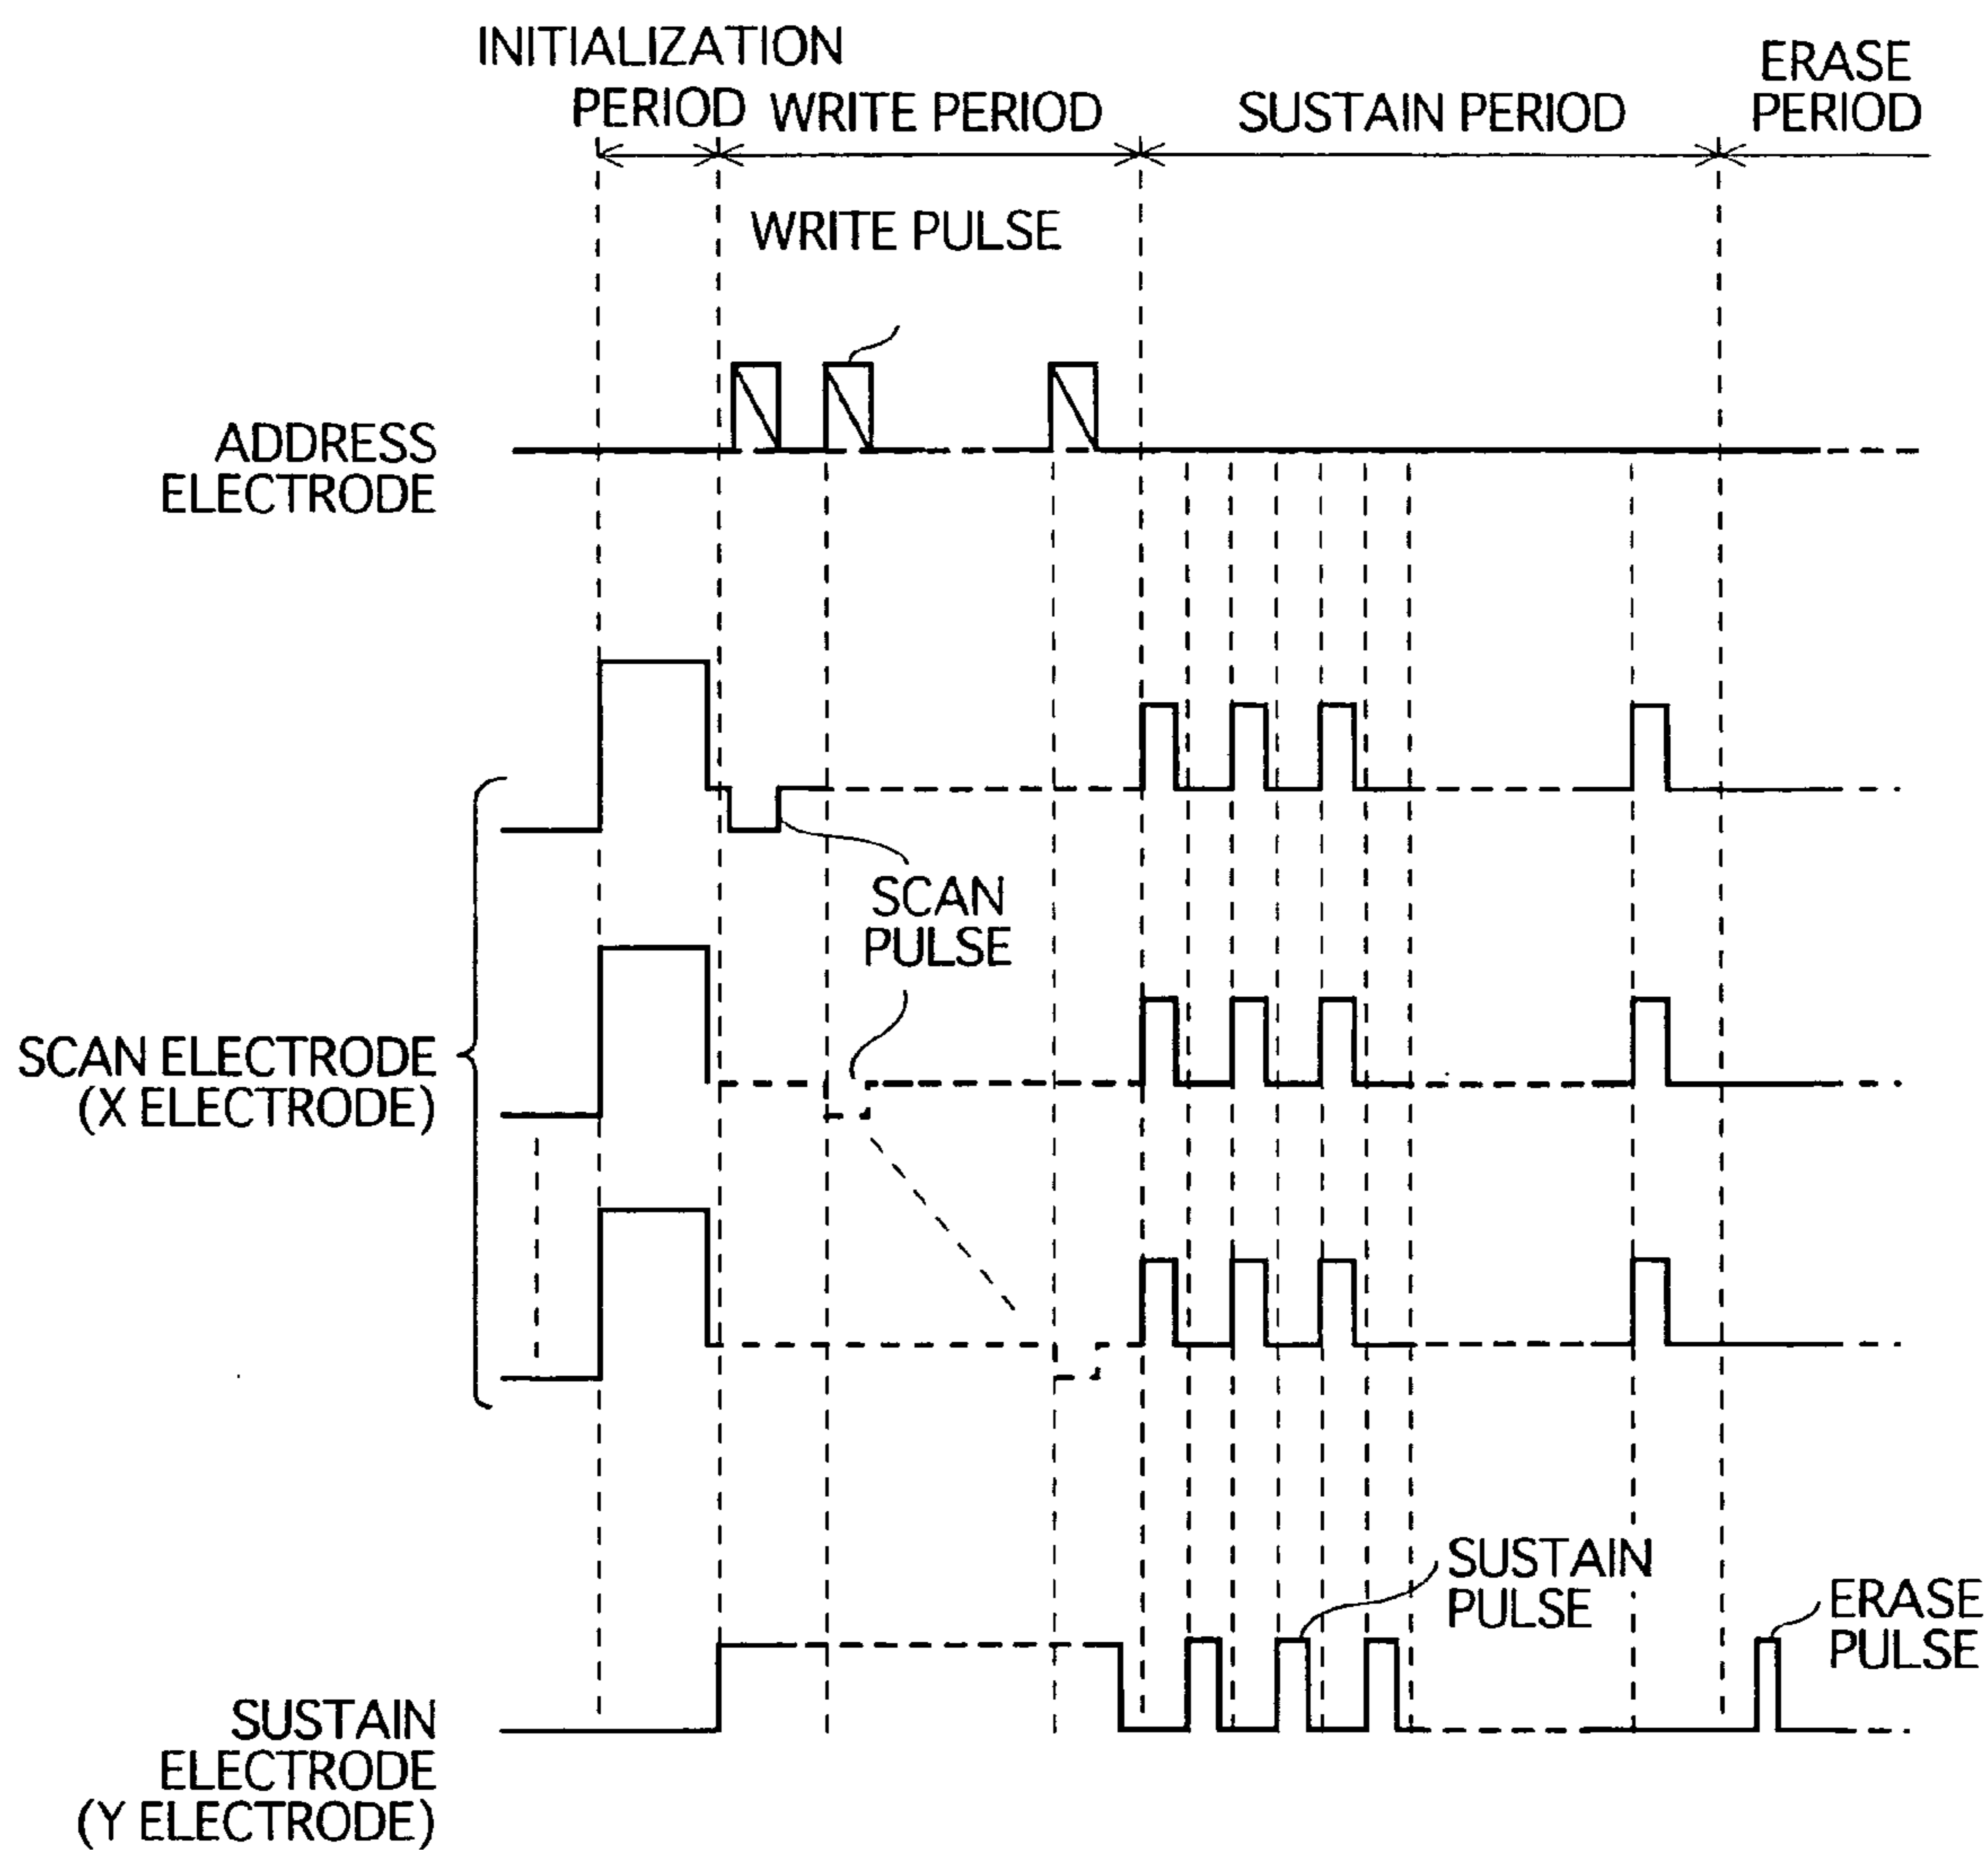 INITIALIZATION
PERIOD
WRITE PERIOD
SUSTAIN PERIOD
ERASE
PERIOD
WRITE PULSE
ADDRESS
ELECTRODE
SCAN
PULSE
SCAN ELECTRODE
(X ELECTRODE)
SUSTAIN
PULSE
ERASE
PULSE
SUSTAIN
ELECTRODE
(Y ELECTRODE)